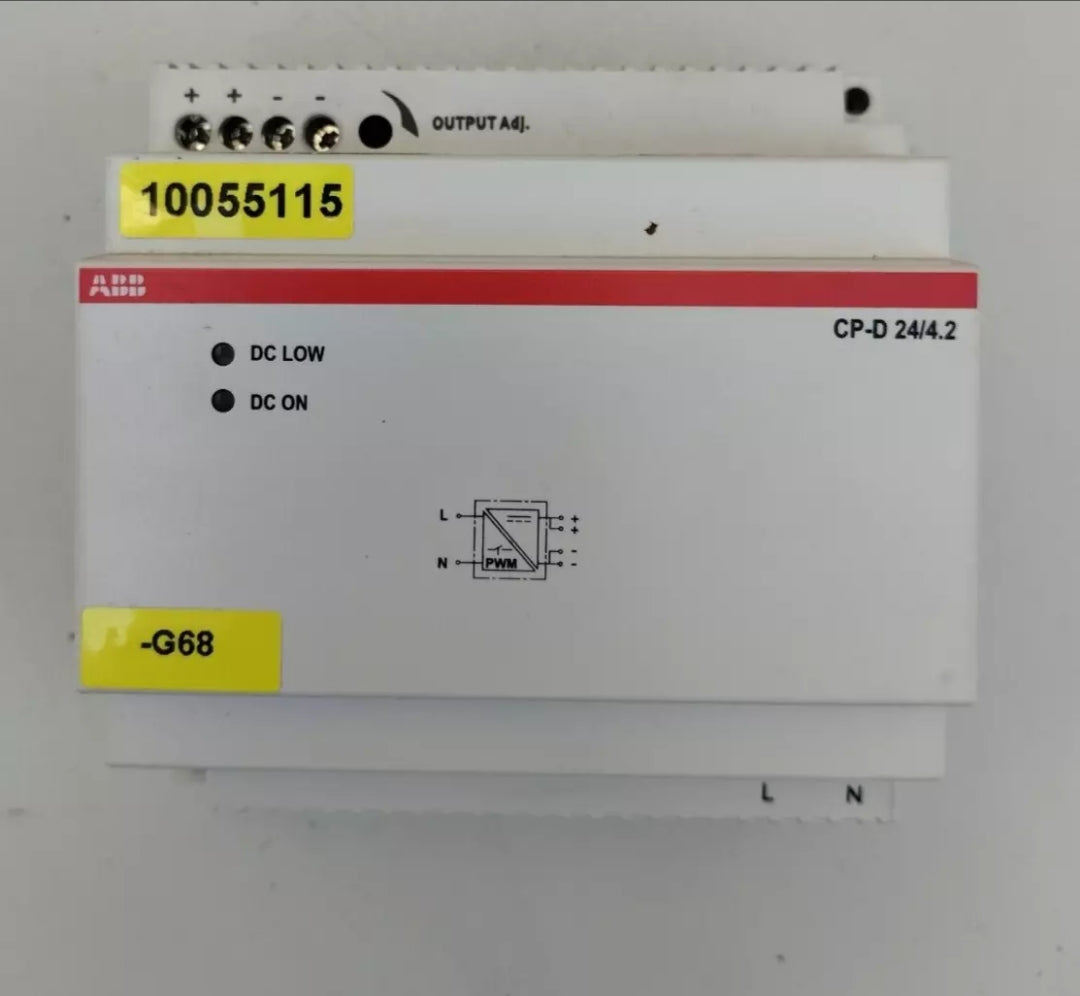 + + - -
OUTPUT Adj.
10055115
ABB
CP-D 24/4.2
DC LOW
DC ON
L
+
+
N
PWM
-
-
-G68
L N